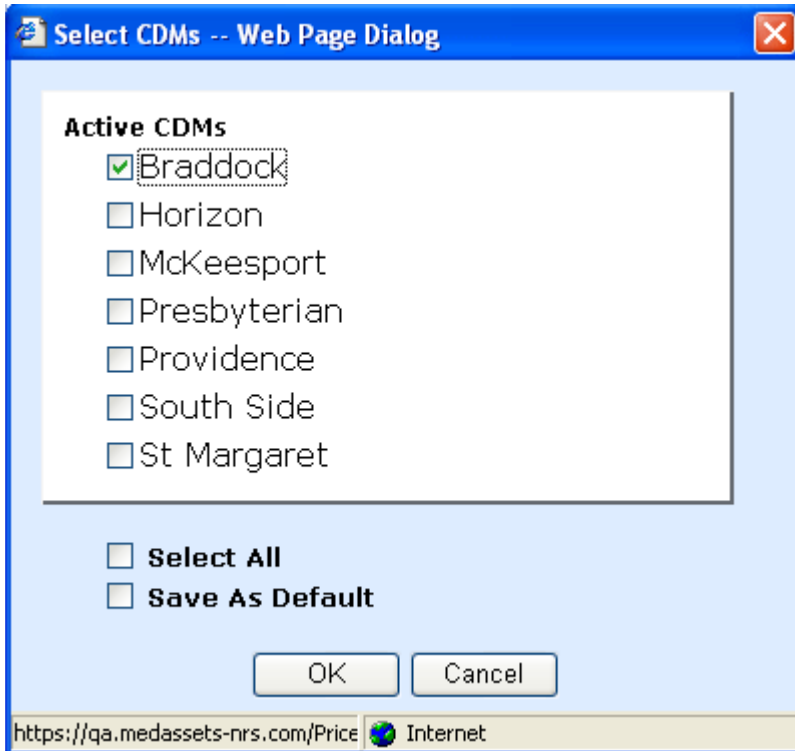 Select CDMs -- Web Page Dialog
Active CDMs
Braddock
Horizon
McKeesport
Presbyterian
Providence
South Side
St Margaret
Select All
Save As Default
OK Cancel
https://qa.medassets-nrs.com/Price Internet